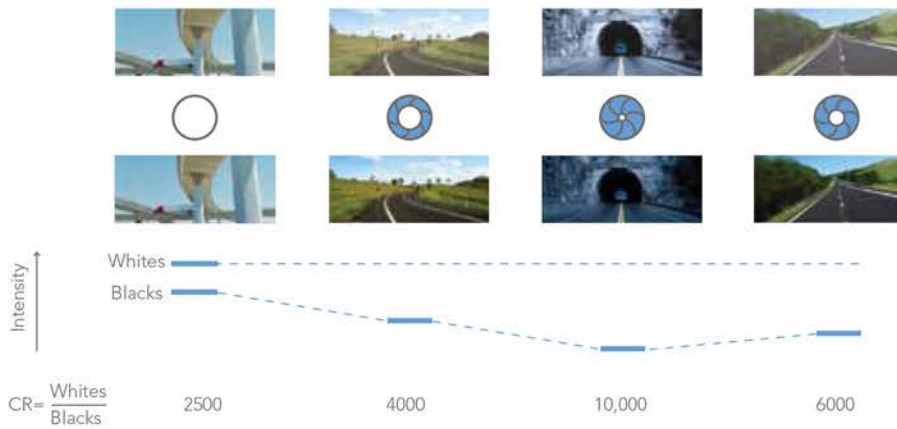 Intensity
Whites
Blacks
CR= Whites
Blacks
2500
4000
10,000
6000